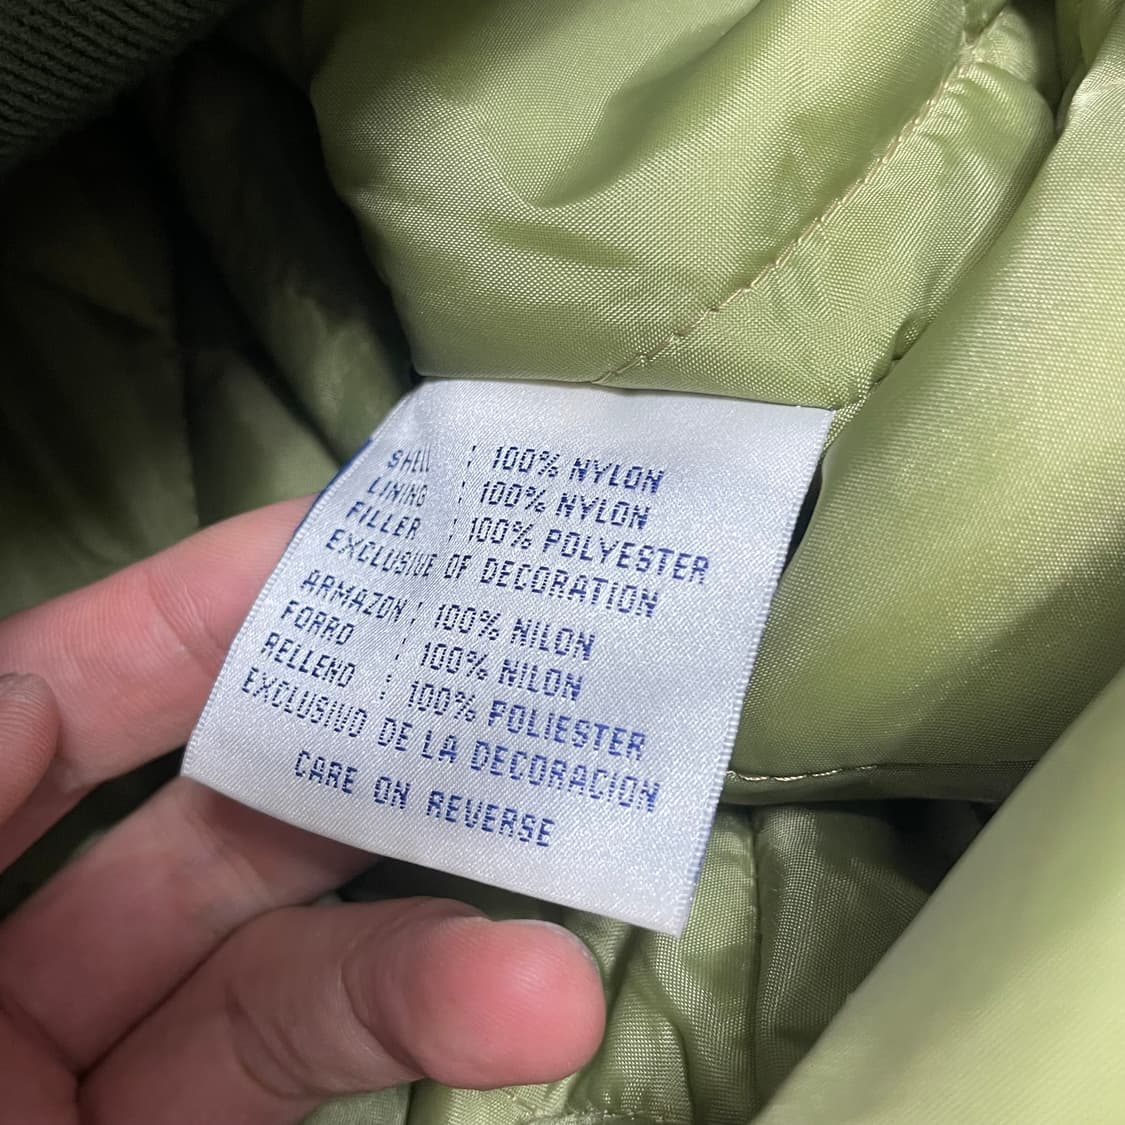 SHELL : 100% NYLON
LINING : 100% NYLON
FILLER : 100% POLYESTER
EXCLUSIVE OF DECORATION
ARMAZON : 100% NILON
FORRO : 100% NILON
RELLENO : 100% POLIESTER
EXCLUSIVO DE LA DECORACION
CARE ON REVERSE